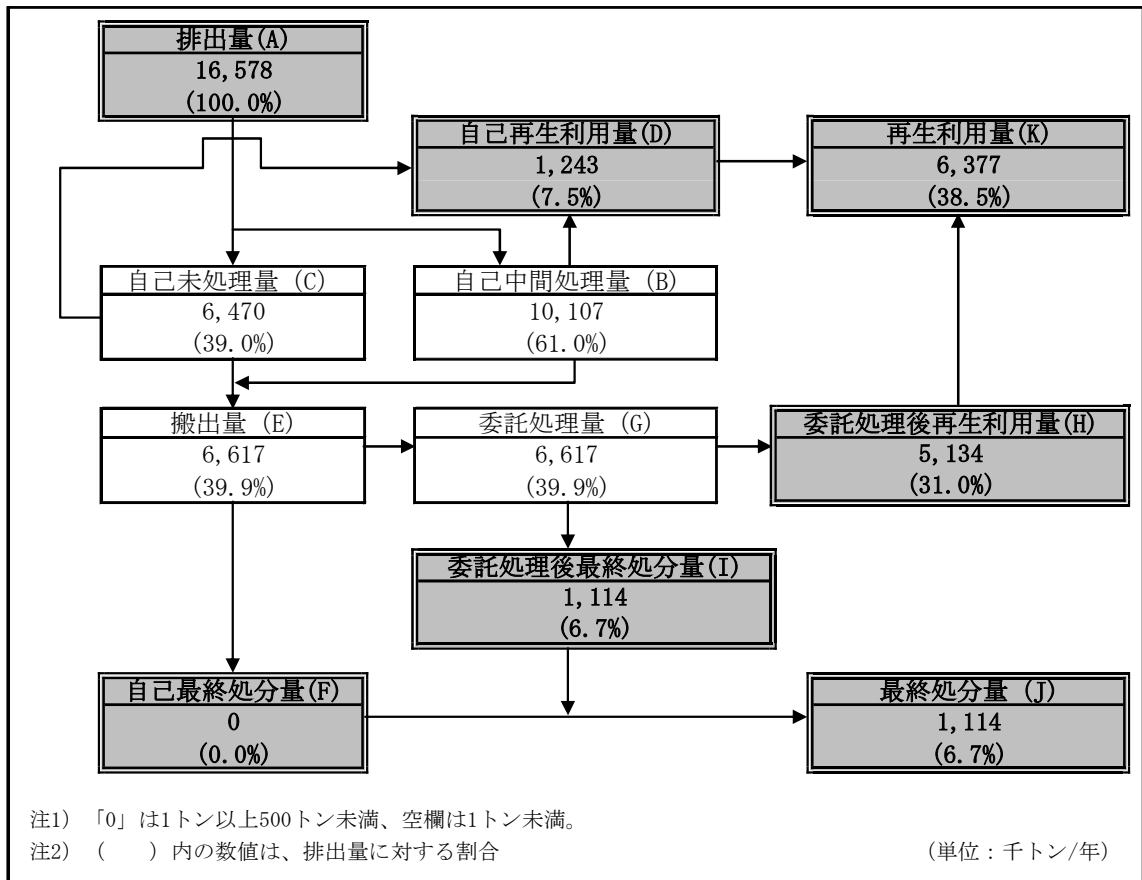 排出量(A)
16,578
(100.0%)
自己再生利用量(D)
1,243
(7.5%)
再生利用量(K)
6,377
(38.5%)
自己未処理量 (C)
6,470
(39.0%)
自己中間処理量 (B)
10,107
(61.0%)
搬出量 (E)
6,617
(39.9%)
委託処理量 (G)
6,617
(39.9%)
委託処理後再生利用量(H)
5,134
(31.0%)
委託処理後最終処分量(I)
1,114
(6.7%)
自己最終処分量(F)
0
(0.0%)
最終処分量 (J)
1,114
(6.7%)
注1) 「0」は1トン以上500トン未満、空欄は1トン未満。
注2) (　　)内の数値は、排出量に対する割合
(単位：千トン/年)